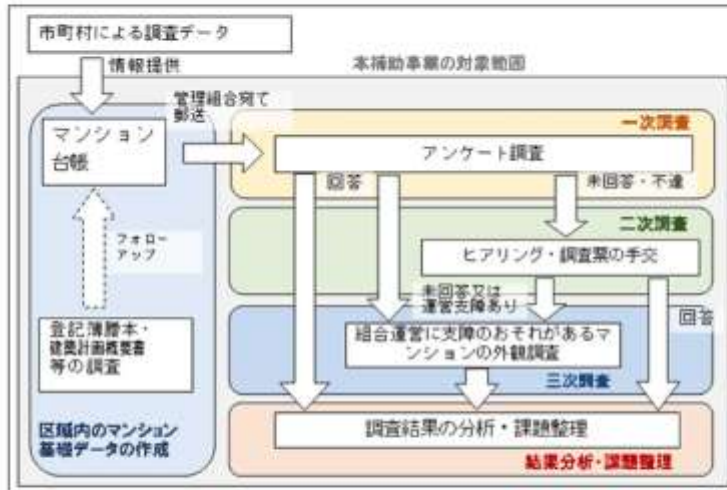 市町村による調査データ
情報提供
本補助事業の対象範囲
管理組合宛て
郵送
マンション
台帳
一次調査
アンケート調査
回答
未回答・不達
フォロー
アップ
二次調査
ヒアリング・調査票の手交
未回答又は
運営支障あり
回答
登記簿謄本・
建築計画概要書
等の調査
組合運営に支障のおそれがあるマ
ンションの外観調査
三次調査
区域内のマンション
基礎データの作成
調査結果の分析・課題整理
結果分析・課題整理